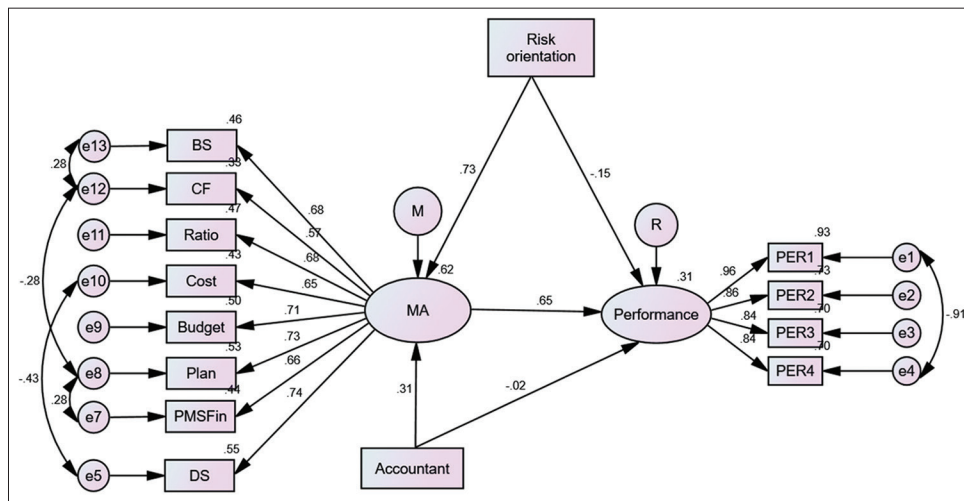 Risk
orientation
.46
e13
BS
.28
.33
e12
CF
.73
-.15
.47
.68
M
e11
Ratio
.57
R
.93
.43
.68
.62
PER1
e1
-.28
e10
Cost
.65
.31
.96
.73
.50
MA
.65
Performance
.86
PER2
e2
e9
Budget
.71
.70
-.91
.53
.73
.84
PER3
e3
-.43
e8
Plan
.66
.84
.70
.28
.44
.74
.31
-.02
PER4
e4
e7
PMSFin
.55
e5
DS
Accountant